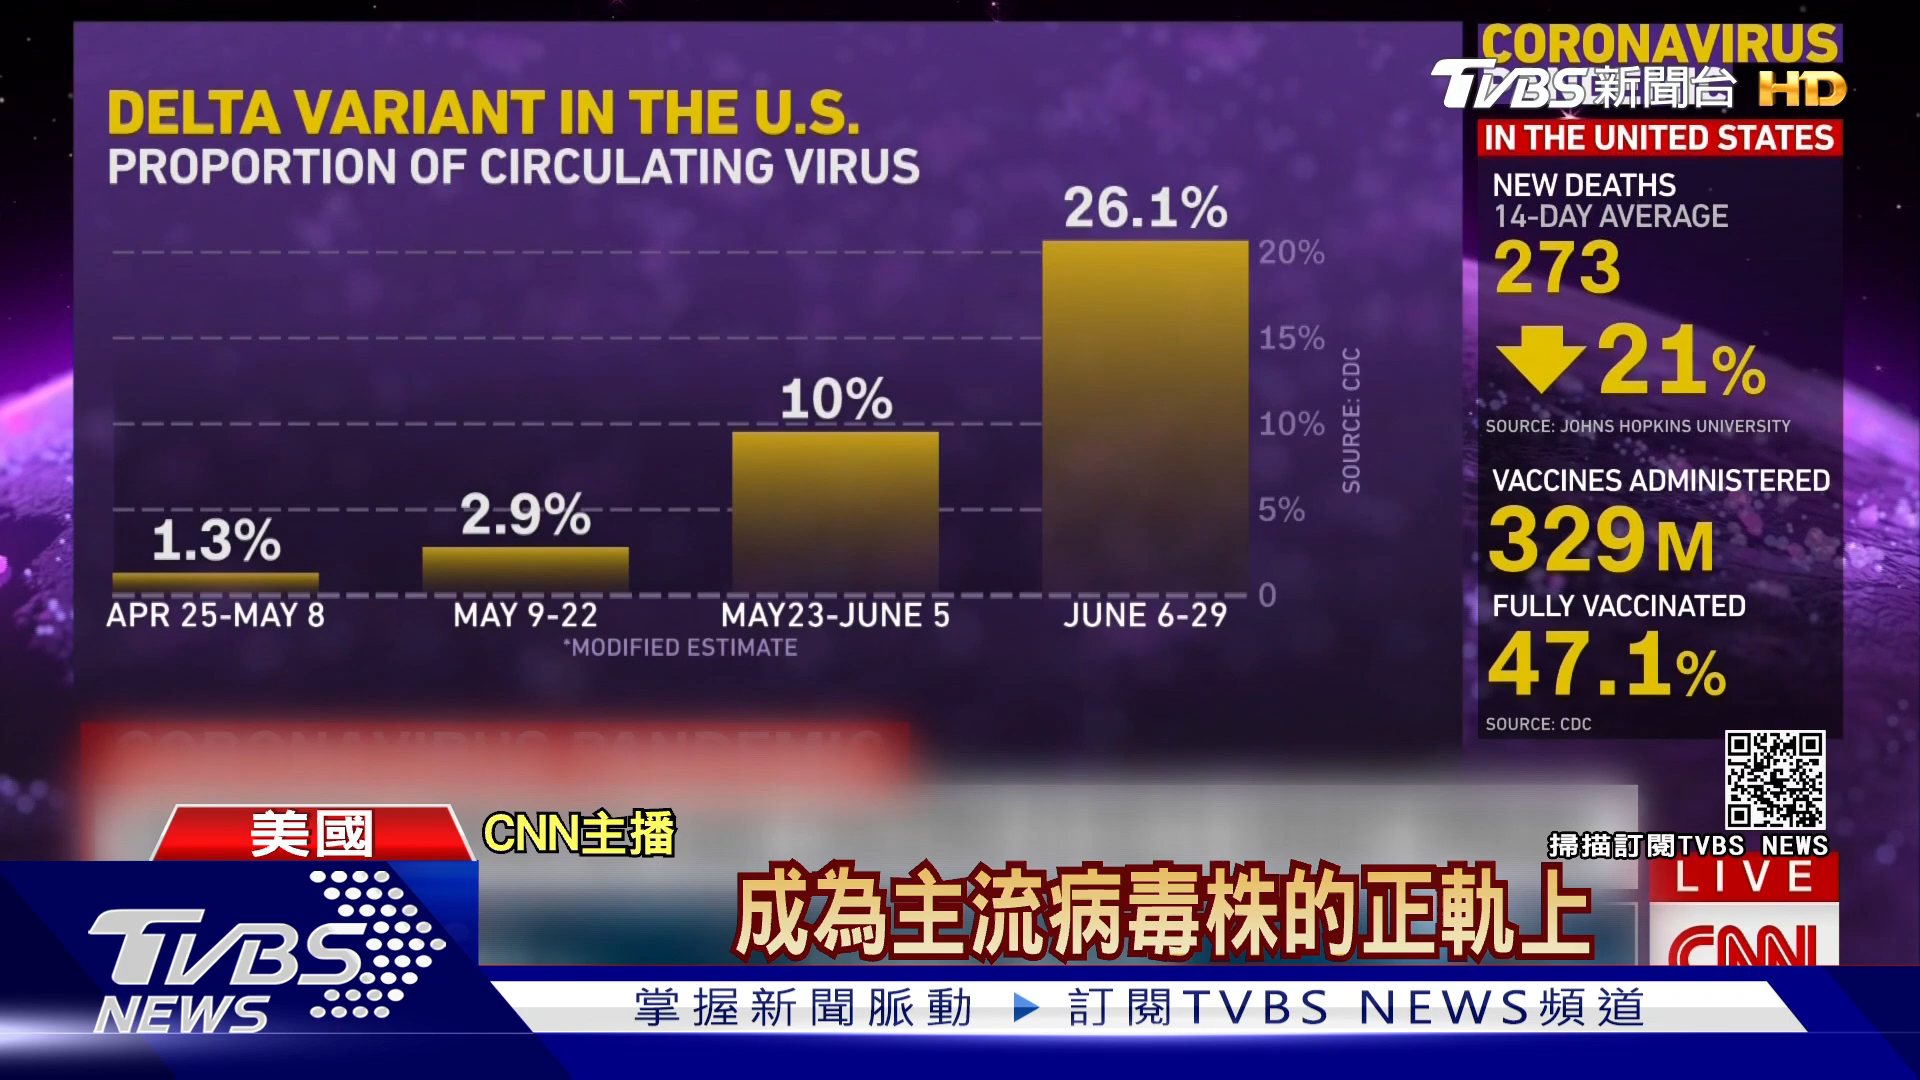 DELTA VARIANT IN THE U.S.
PROPORTION OF CIRCULATING VIRUS
26.1%
20%
15%
10%
10%
5%
2.9%
1.3%
0
SOURCE: CDC
APR 25-MAY 8
MAY 9-22
MAY23-JUNE 5
JUNE 6-29
*MODIFIED ESTIMATE
CORONAVIRUS
TVBS新聞台 HD
IN THE UNITED STATES
NEW DEATHS
14-DAY AVERAGE
273
21%
SOURCE: JOHNS HOPKINS UNIVERSITY
VACCINES ADMINISTERED
329M
FULLY VACCINATED
47.1%
SOURCE: CDC
CORONAVIRUS PANDEMIC
美國
CNN主播
掃描訂閱TVBS NEWS
成為主流病毒株的正軌上
LIVE
CNN
TVBS
NEWS
掌握新聞脈動 訂閱TVBS NEWS頻道